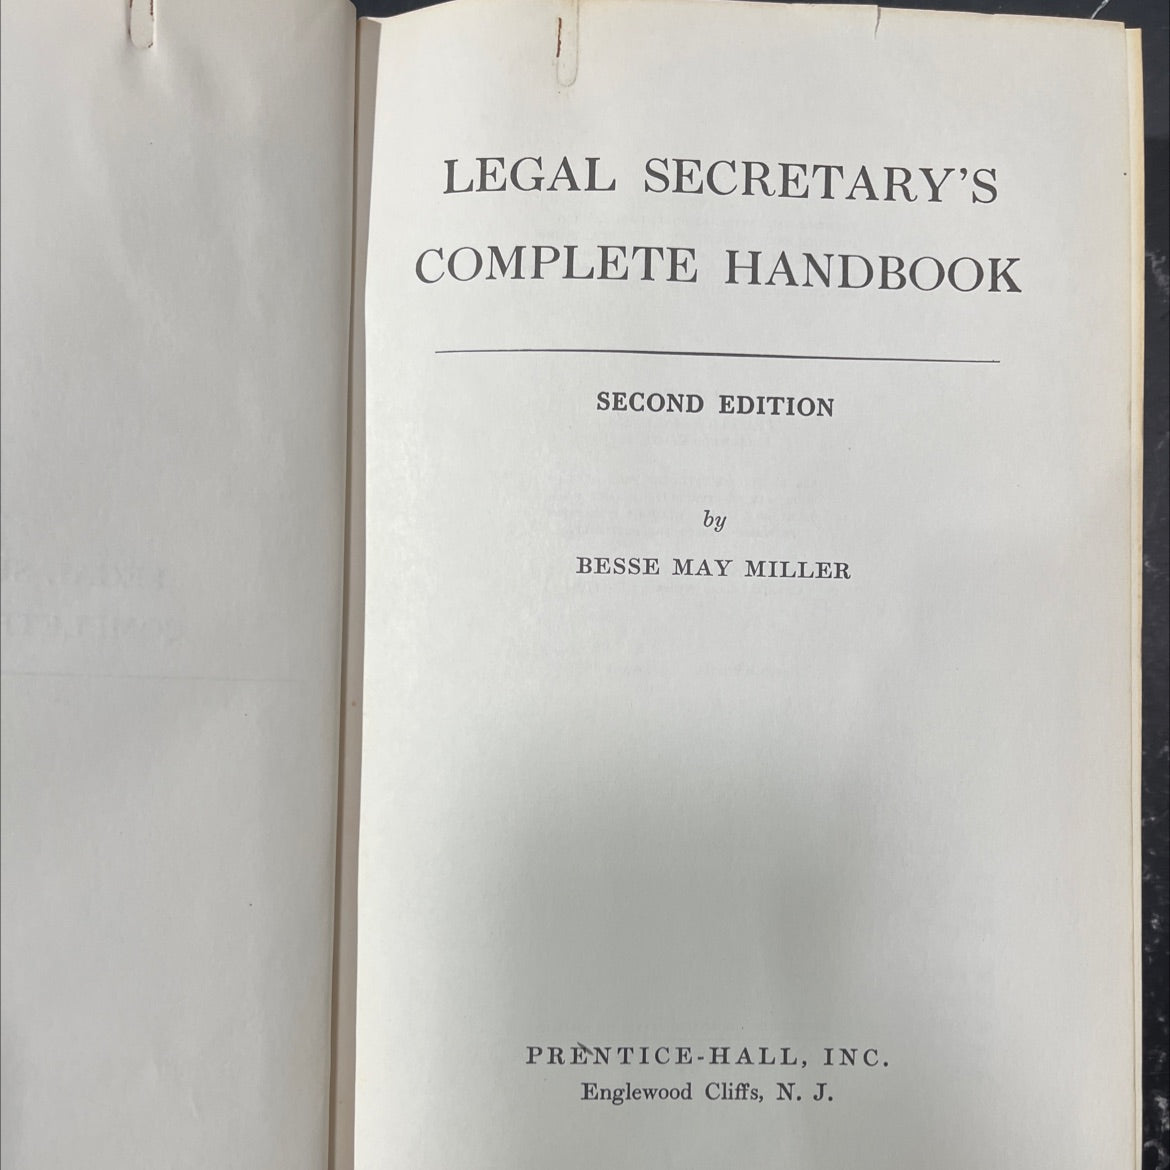 LEGAL SECRETARY'S
COMPLETE HANDBOOK
SECOND EDITION
by
BESSE MAY MILLER
PRENTICE-HALL, INC.
Englewood Cliffs, N. J.